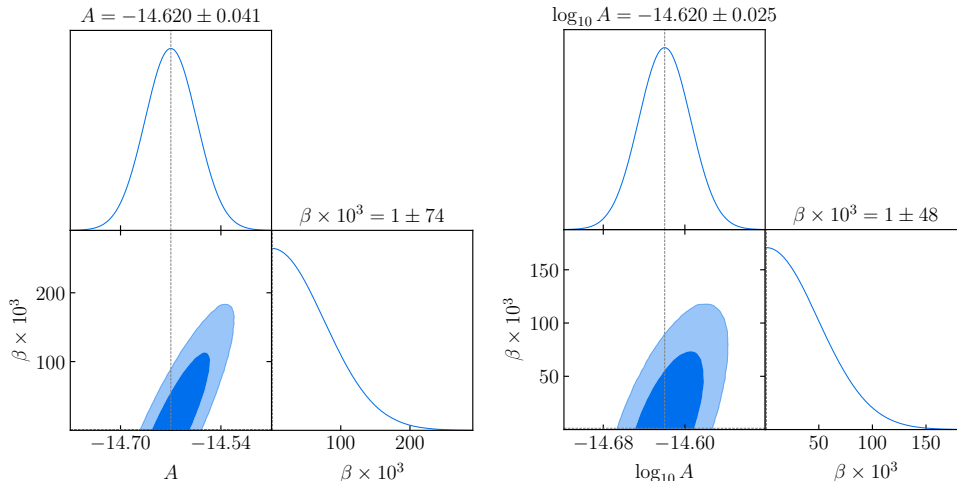 A = −14.620 ± 0.041
β × 10³ = 1 ± 74
β × 10³
200
100
−14.70
−14.54
A
100
200
β × 10³
log₁₀ A = −14.620 ± 0.025
β × 10³ = 1 ± 48
β × 10³
150
100
50
−14.68
−14.60
log₁₀ A
50
100
150
β × 10³